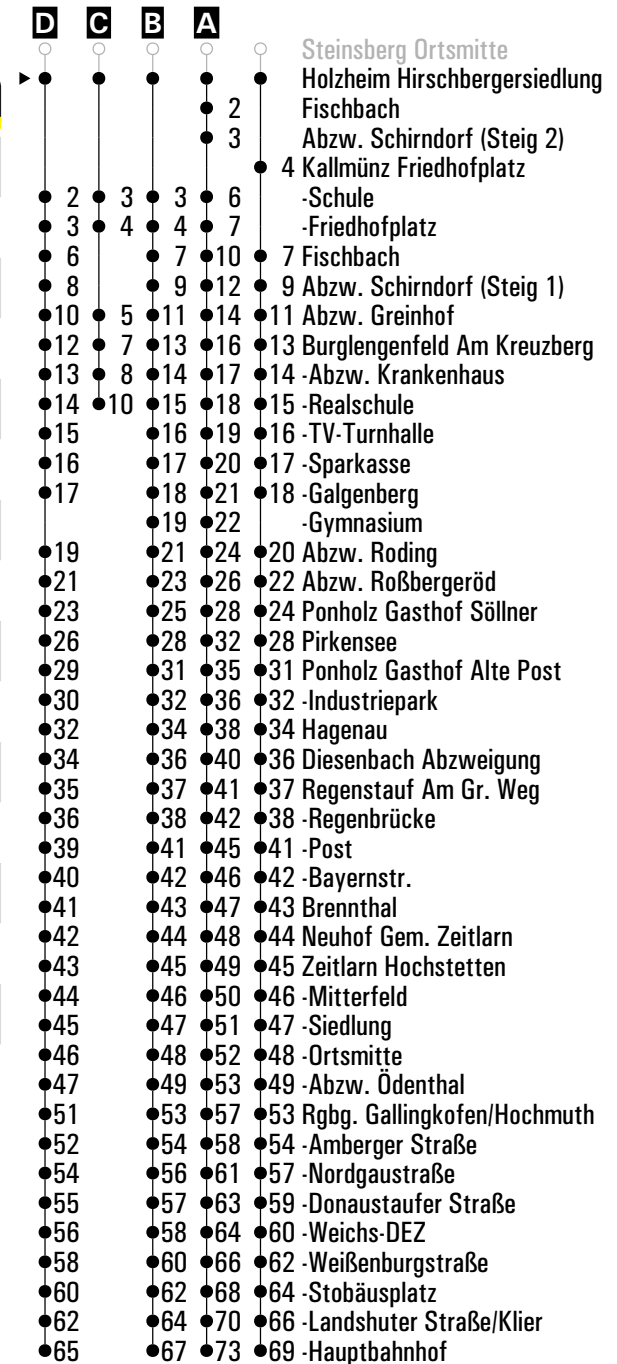 D C B A
Steinsberg Ortsmitte
Holzheim Hirschbergersiedlung
2 Fischbach
3 Abzw. Schirndorf (Steig 2)
4 Kallmünz Friedhofplatz
2 3 3 6 -Schule
3 4 4 7 -Friedhofplatz
6 7 10 7 Fischbach
8 9 12 9 Abzw. Schirndorf (Steig 1)
10 5 11 14 11 Abzw. Greinhof
12 7 13 16 13 Burglengenfeld Am Kreuzberg
13 8 14 17 14 -Abzw. Krankenhaus
14 10 15 18 15 -Realschule
15 16 19 16 -TV-Turnhalle
16 17 20 17 -Sparkasse
17 18 21 18 -Galgenberg
19 22 -Gymnasium
19 21 24 20 Abzw. Roding
21 23 26 22 Abzw. Roßbergeröd
23 25 28 24 Ponholz Gasthof Söllner
26 28 32 28 Pirkensee
29 31 35 31 Ponholz Gasthof Alte Post
30 32 36 32 -Industriepark
32 34 38 34 Hagenau
34 36 40 36 Diesenbach Abzweigung
35 37 41 37 Regenstauf Am Gr. Weg
36 38 42 38 -Regenbrücke
39 41 45 41 -Post
40 42 46 42 -Bayernstr.
41 43 47 43 Brennthal
42 44 48 44 Neuhof Gem. Zeitlarn
43 45 49 45 Zeitlarn Hochstetten
44 46 50 46 -Mitterfeld
45 47 51 47 -Siedlung
46 48 52 48 -Ortsmitte
47 49 53 49 -Abzw. Ödenthal
51 53 57 53 Rgbg. Gallingkofen/Hochmuth
52 54 58 54 -Amberger Straße
54 56 61 57 -Nordgaustraße
55 57 63 59 -Donaustaufer Straße
56 58 64 60 -Weichs-DEZ
58 60 66 62 -Weißenburgstraße
60 62 68 64 -Stobäusplatz
62 64 70 66 -Landshuter Straße/Klier
65 67 73 69 -Hauptbahnhof